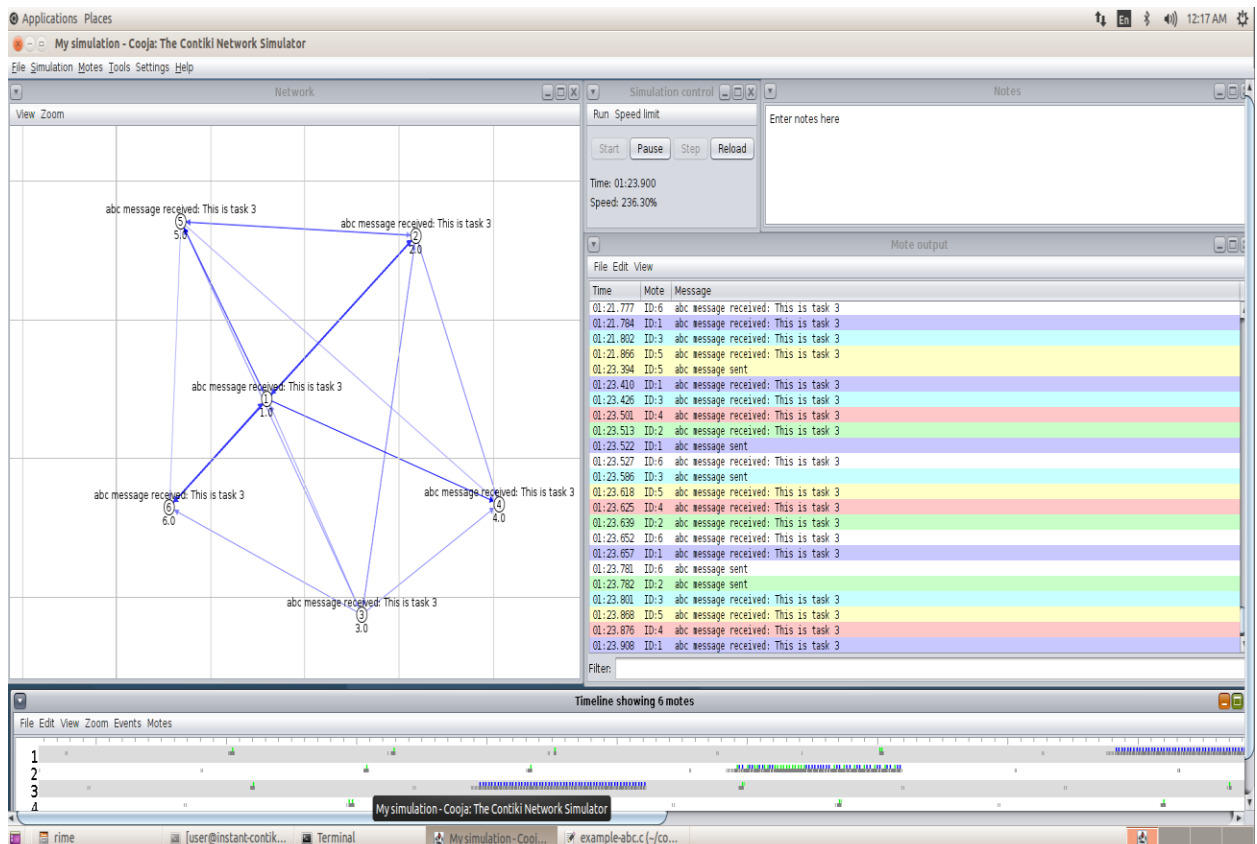 Applications Places
En
12:17 AM
My simulation - Cooja: The Contiki Network Simulator
File Simulation Motes Tools Settings Help
Network
View Zoom
abc message received: This is task 3
5
5.0
abc message received: This is task 3
2
2.0
abc message received: This is task 3
1
1.0
abc message received: This is task 3
6
6.0
abc message received: This is task 3
4
4.0
abc message received: This is task 3
3
3.0
Simulation control
Run Speed limit
Start Pause Step Reload
Time: 01:23.900
Speed: 236.30%
Notes
Enter notes here
Mote output
File Edit View
Time Mote Message
01:21.777 ID:6 abc message received: This is task 3
01:21.784 ID:1 abc message received: This is task 3
01:21.802 ID:3 abc message received: This is task 3
01:21.866 ID:5 abc message received: This is task 3
01:23.394 ID:5 abc message sent
01:23.410 ID:1 abc message received: This is task 3
01:23.426 ID:3 abc message received: This is task 3
01:23.501 ID:4 abc message received: This is task 3
01:23.513 ID:2 abc message received: This is task 3
01:23.522 ID:1 abc message sent
01:23.527 ID:6 abc message received: This is task 3
01:23.586 ID:3 abc message sent
01:23.618 ID:5 abc message received: This is task 3
01:23.625 ID:4 abc message received: This is task 3
01:23.639 ID:2 abc message received: This is task 3
01:23.652 ID:6 abc message received: This is task 3
01:23.657 ID:1 abc message received: This is task 3
01:23.781 ID:6 abc message sent
01:23.782 ID:2 abc message sent
01:23.801 ID:3 abc message received: This is task 3
01:23.868 ID:5 abc message received: This is task 3
01:23.876 ID:4 abc message received: This is task 3
01:23.908 ID:1 abc message received: This is task 3
Filter:
Timeline showing 6 motes
File Edit View Zoom Events Motes
1
2
3
4
My simulation - Cooja: The Contiki Network Simulator
rime
[user@instant-contik...
Terminal
My simulation - Cooj...
example-abc.c (~/co...